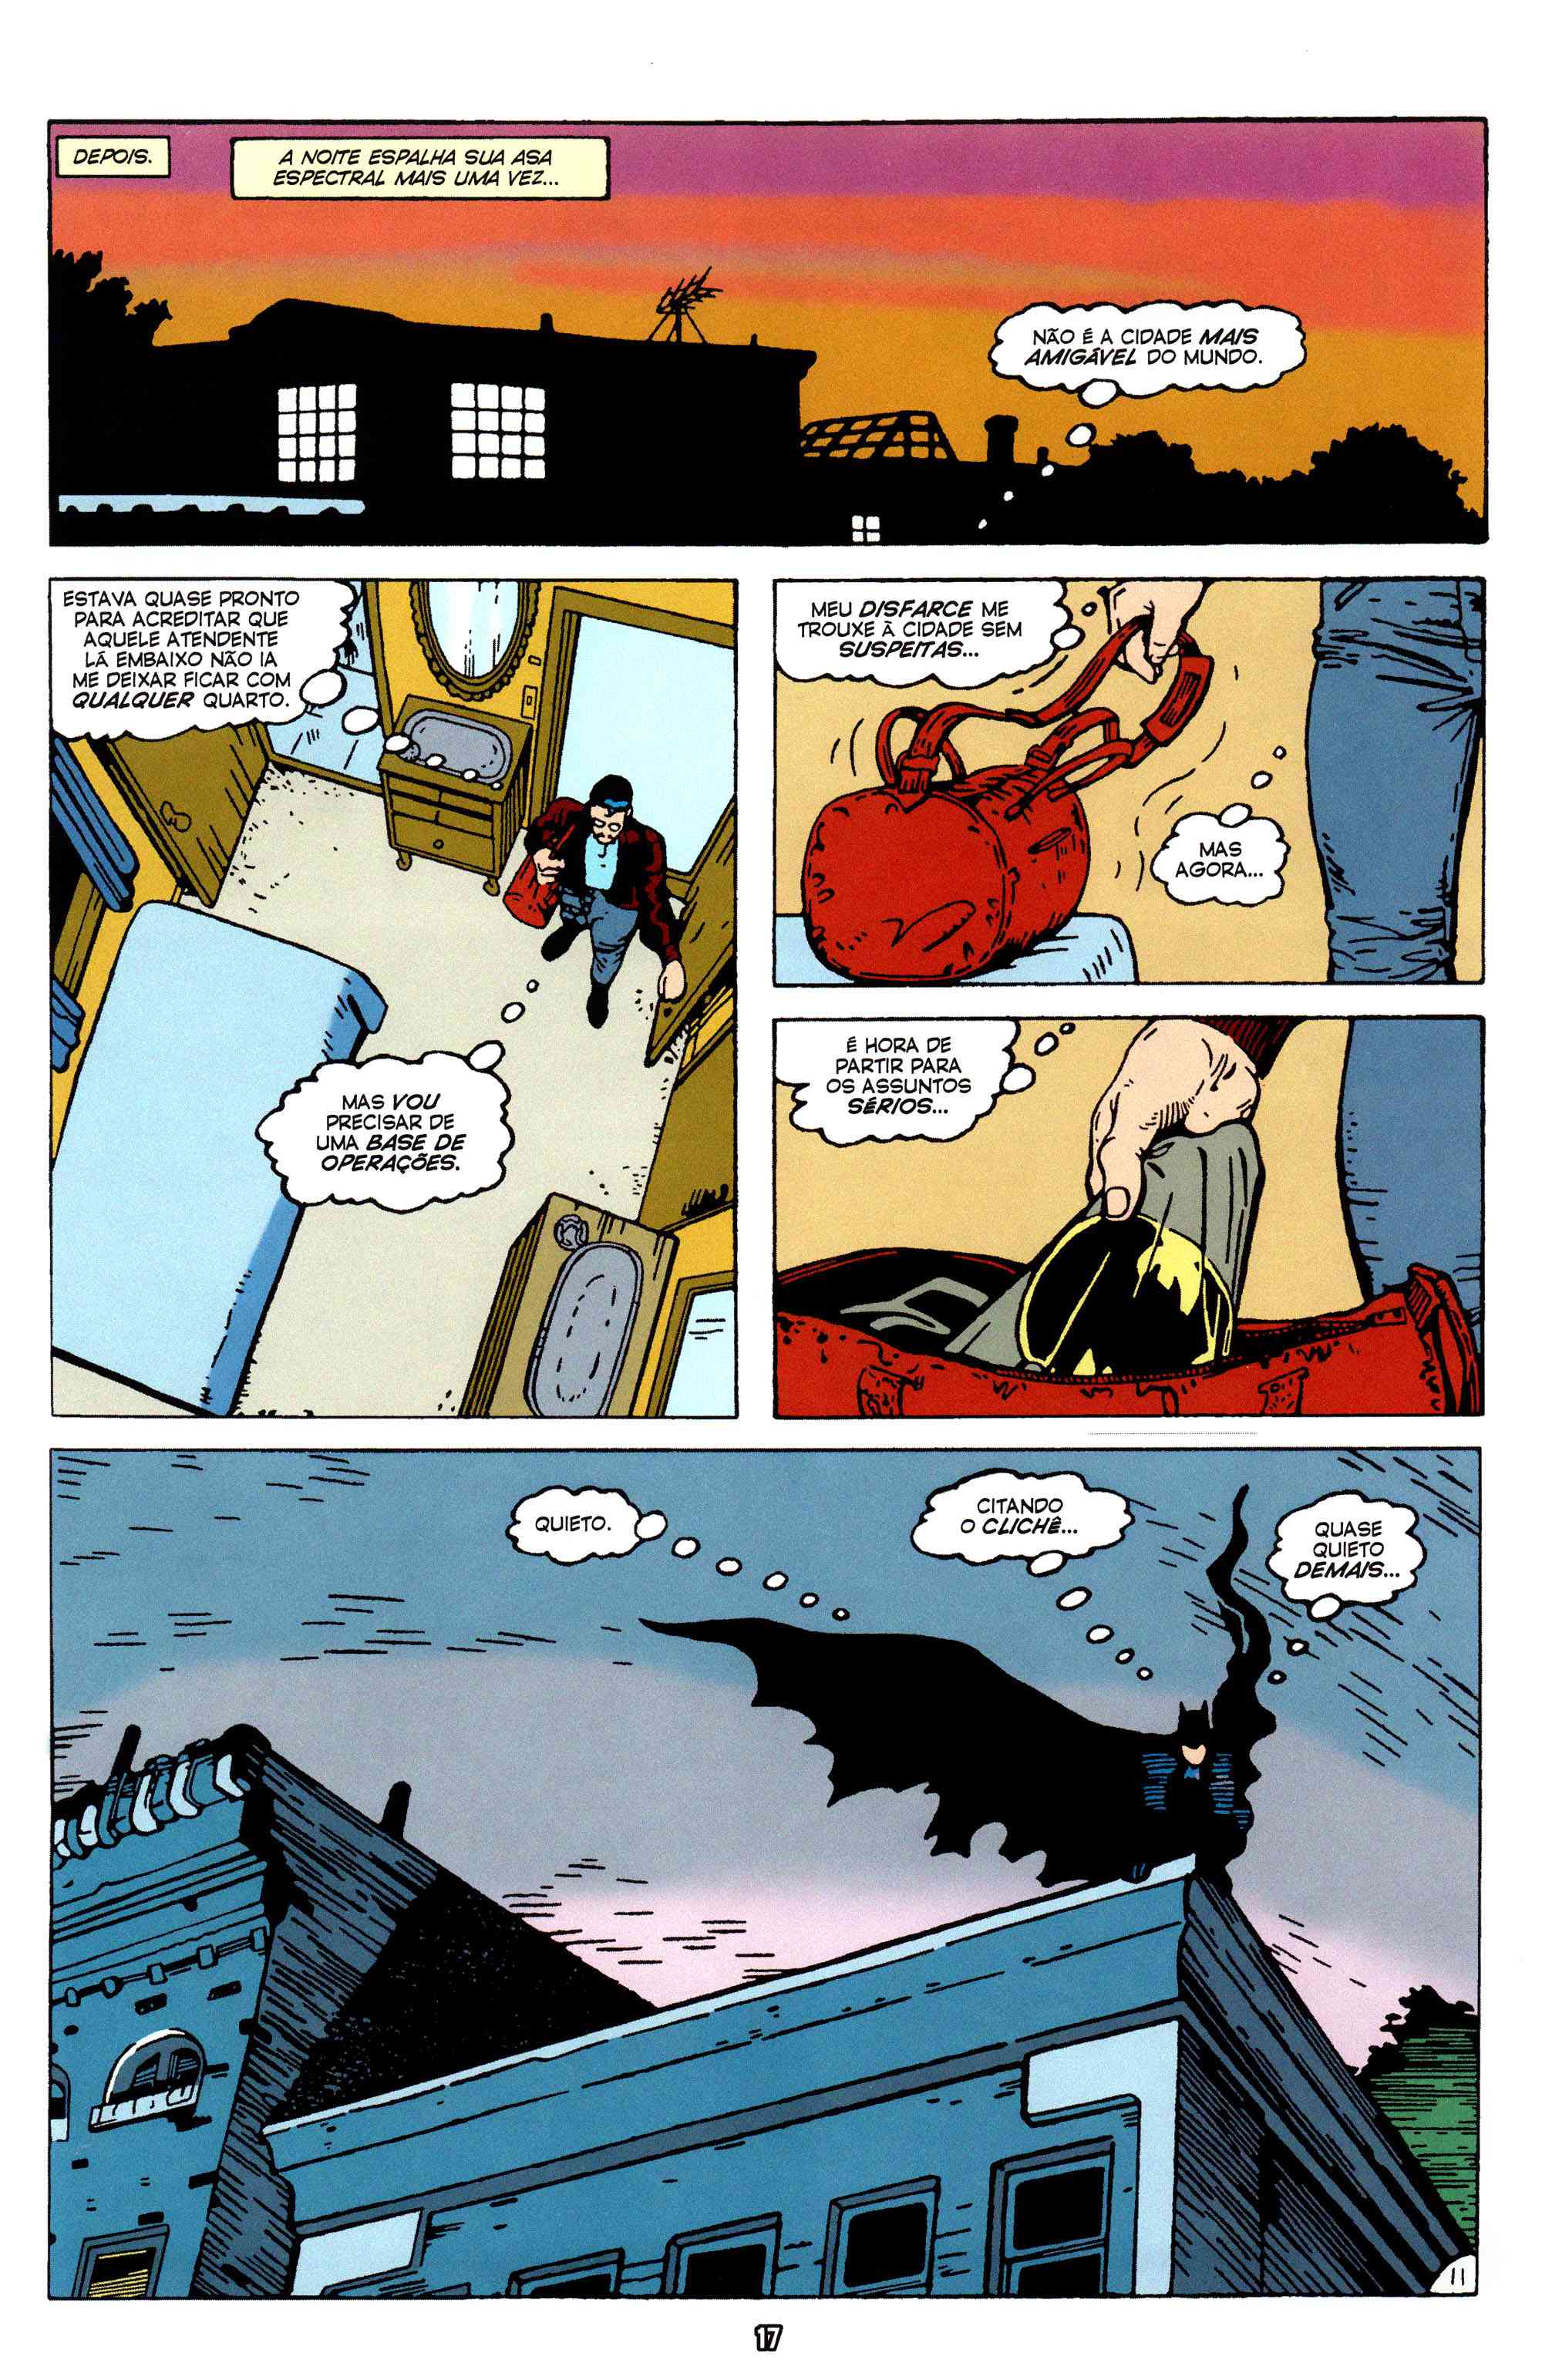 DEPOIS.
A NOITE ESPALHA SUA ASA
ESPECTRAL MAIS UMA VEZ...
NÃO É A CIDADE MAIS
AMIGÁVEL DO MUNDO.
ESTAVA QUASE PRONTO
PARA ACREDITAR QUE
AQUELE ATENDENTE
LÁ EMBAIXO NÃO IA
ME DEIXAR FICAR COM
QUALQUER QUARTO.
MAS VOU
PRECISAR DE
UMA BASE DE
OPERAÇÕES.
MEU DISFARCE ME
TROUXE À CIDADE SEM
SUSPEITAS...
MAS
AGORA...
É HORA DE
PARTIR PARA
OS ASSUNTOS
SÉRIOS...
QUIETO.
CITANDO
O CLICHÊ...
QUASE
QUIETO
DEMAIS...
11
17